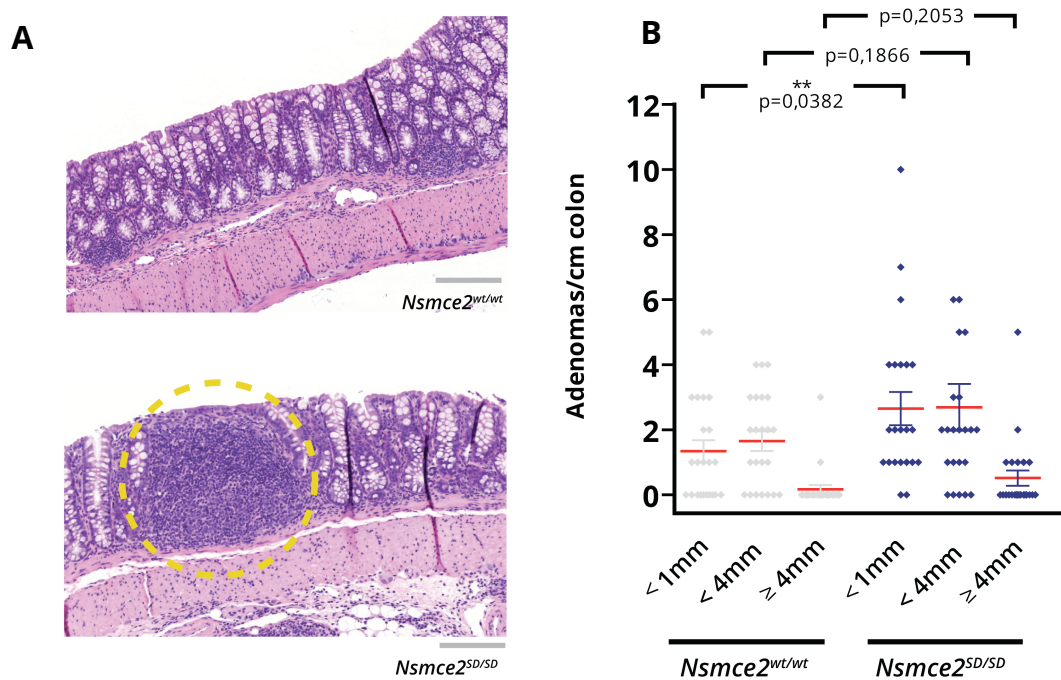 A
Nsmce2wt/wt
Nsmce2SD/SD
B
p=0,2053
p=0,1866
**
p=0,0382
Adenomas/cm colon
12
10
8
6
4
2
0
< 1mm
< 4mm
≥ 4mm
< 1mm
< 4mm
≥ 4mm
Nsmce2wt/wt
Nsmce2SD/SD